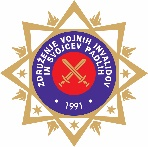 ZDRUŽENJE VOJNIH INVALIDOV
IN SVOJCEV PADLIH
1991